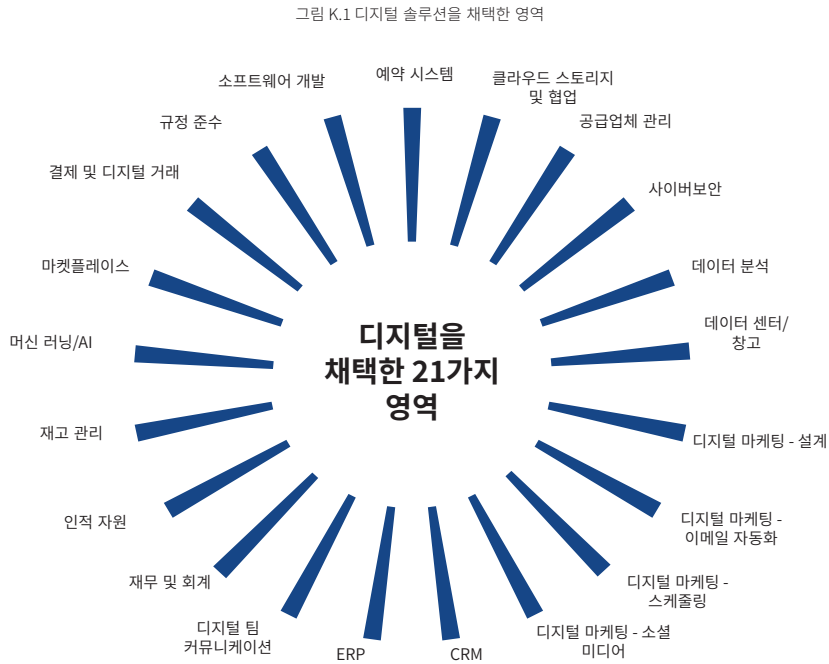 그림 K.1 디지털 솔루션을 채택한 영역
예약 시스템
클라우드 스토리지
및 협업
공급업체 관리
사이버보안
데이터 분석
데이터 센터/
창고
디지털 마케팅 - 설계
디지털 마케팅 -
이메일 자동화
디지털 마케팅 -
스케줄링
디지털 마케팅 - 소셜
미디어
CRM
ERP
디지털 팀
커뮤니케이션
재무 및 회계
인적 자원
재고 관리
머신 러닝/AI
마켓플레이스
결제 및 디지털 거래
규정 준수
소프트웨어 개발
디지털을
채택한 21가지
영역